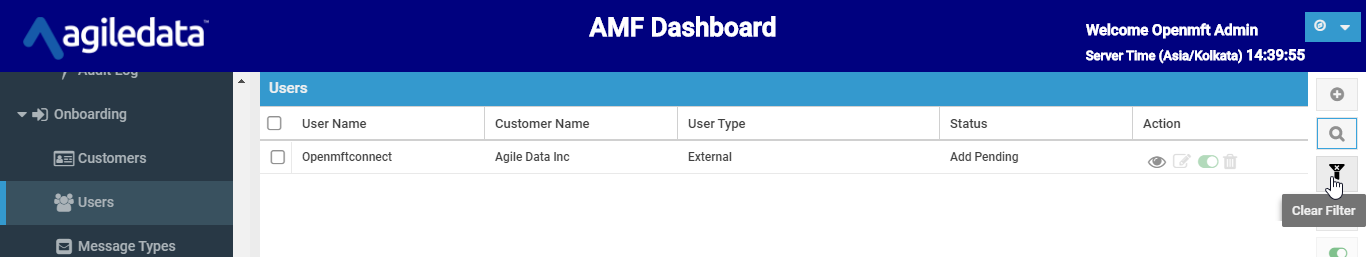 agiledata™
AMF Dashboard
Welcome Openmft Admin
Server Time (Asia/Kolkata) 14:39:55
Audit Log
Onboarding
Customers
Users
Message Types
Users
User Name Customer Name User Type Status Action
Openmftconnect Agile Data Inc External Add Pending
Clear Filter